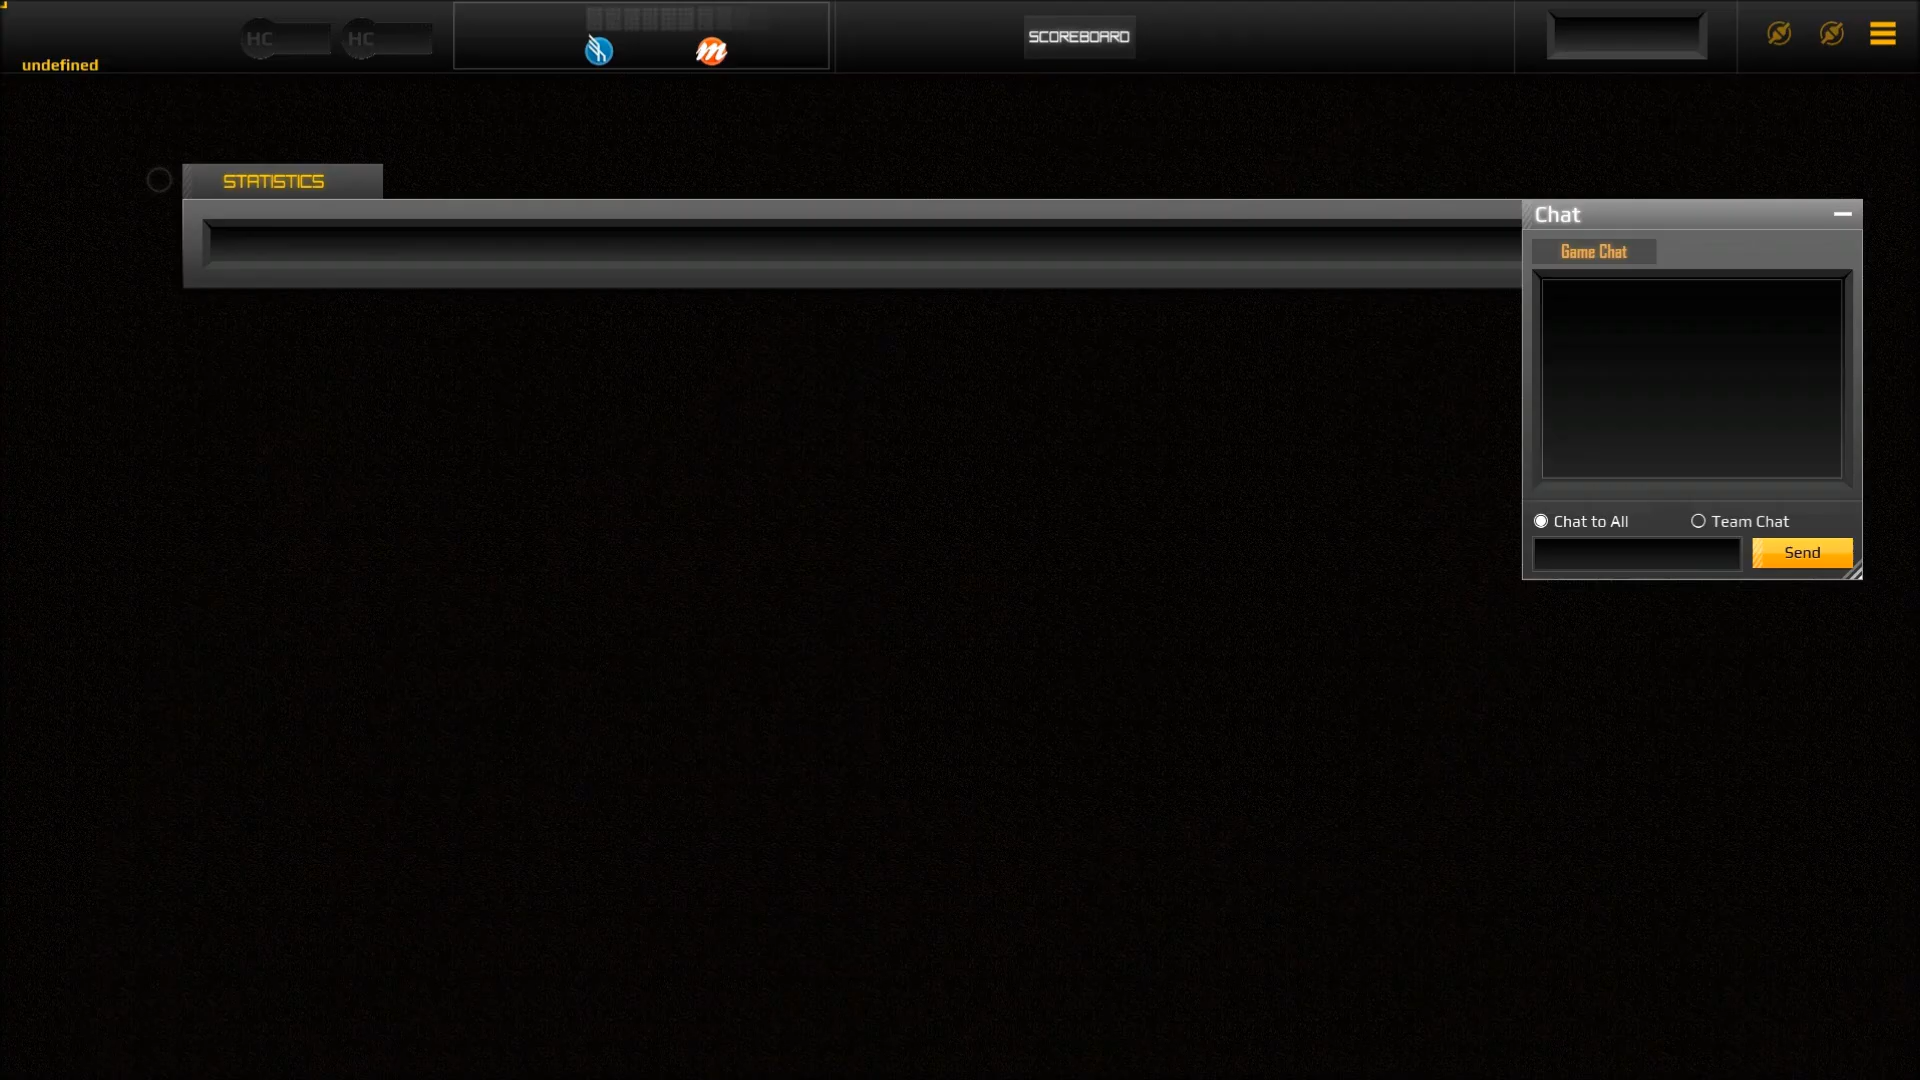 HC
HC
SCOREBOARD
undefined
STATISTICS
Chat
Game Chat
Chat to All
Team Chat
Send